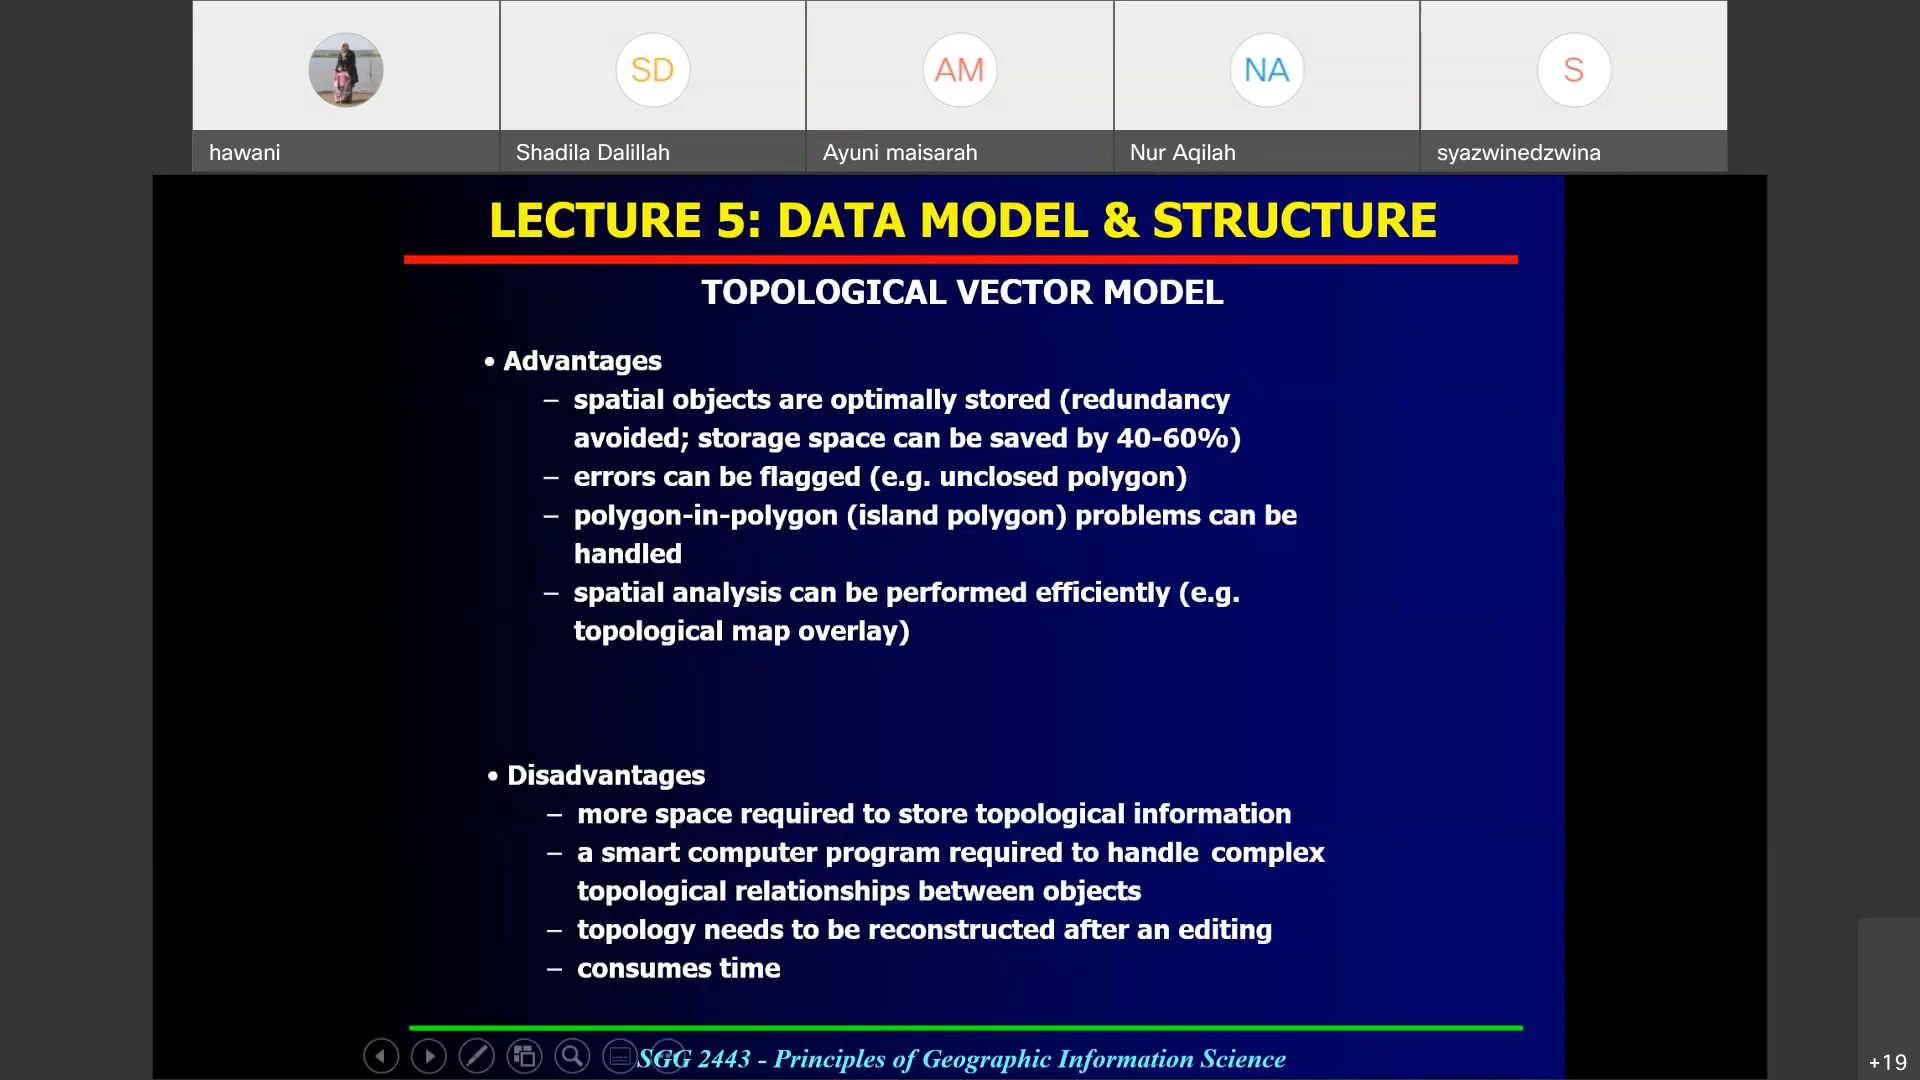 SD
AM
NA
S
hawani
Shadila Dalillah
Ayuni maisarah
Nur Aqilah
syazwinedzwina
LECTURE 5: DATA MODEL & STRUCTURE
TOPOLOGICAL VECTOR MODEL
• Advantages
– spatial objects are optimally stored (redundancy
avoided; storage space can be saved by 40-60%)
– errors can be flagged (e.g. unclosed polygon)
– polygon-in-polygon (island polygon) problems can be
handled
– spatial analysis can be performed efficiently (e.g.
topological map overlay)
• Disadvantages
– more space required to store topological information
– a smart computer program required to handle complex
topological relationships between objects
– topology needs to be reconstructed after an editing
– consumes time
SGG 2443 - Principles of Geographic Information Science
+19